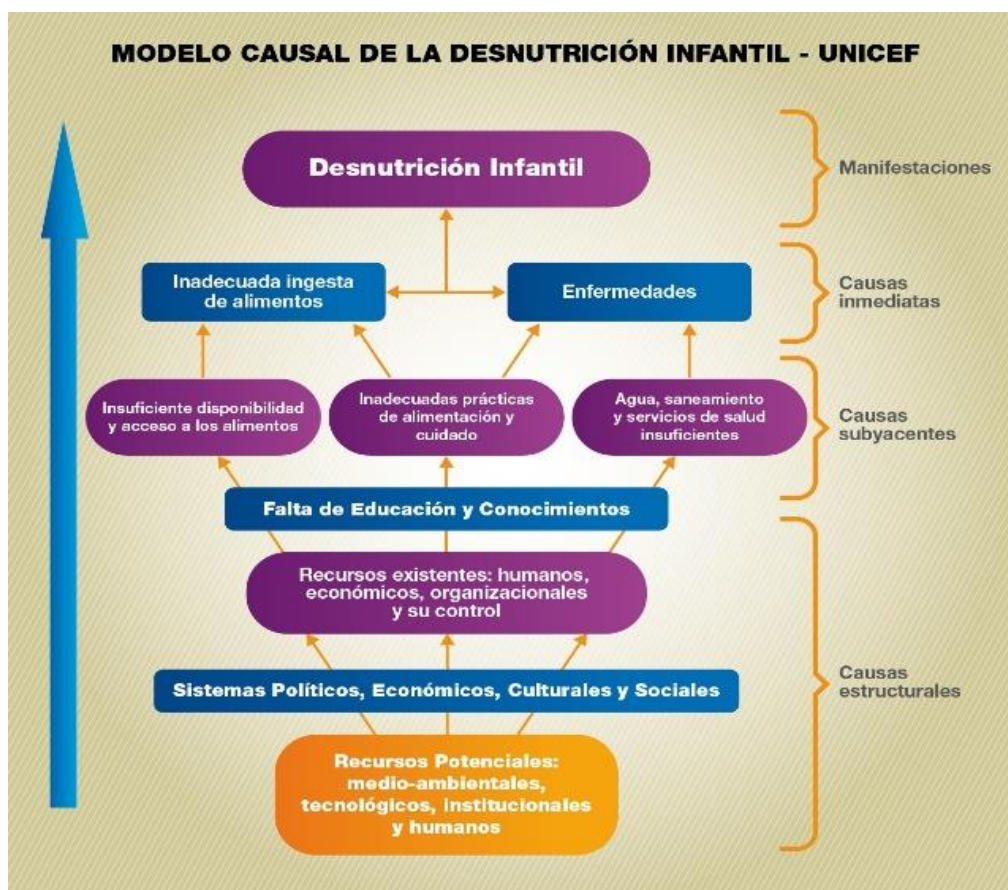 MODELO CAUSAL DE LA DESNUTRICIÓN INFANTIL - UNICEF
Desnutrición Infantil
Manifestaciones
Inadecuada ingesta
de alimentos
Enfermedades
Causas
inmediatas
Insuficiente disponibilidad
y acceso a los alimentos
Inadecuadas prácticas
de alimentación y
cuidado
Agua, saneamiento
y servicios de salud
insuficientes
Causas
subyacentes
Falta de Educación y Conocimientos
Recursos existentes: humanos,
económicos, organizacionales
y su control
Sistemas Políticos, Económicos, Culturales y Sociales
Causas
estructurales
Recursos Potenciales:
medio-ambientales,
tecnológicos, institucionales
y humanos